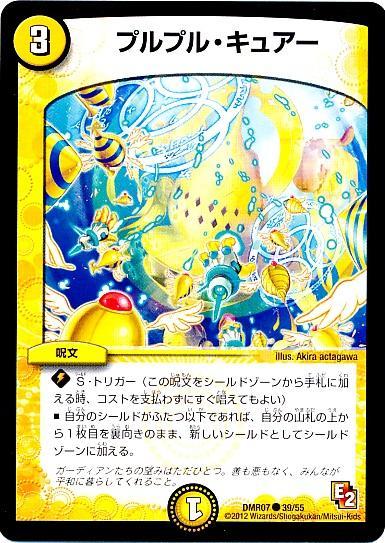 3
プルプル・キュアー
illus. Akira actagawa
呪文
S・トリガー（この呪文をシールドゾーンから手札に加
える時、コストを支払わずにすぐ唱えてもよい）
■ 自分のシールドがふたつ以下であれば、自分の山札の上か
ら1枚目を裏向きのまま、新しいシールドとしてシールド
ゾーンに加える。
ガーディアンたちの望みはただひとつ。善も悪もなく、みんなが
平和に暮らしてくれること。
1
E2
DMR07 ● 39/55
©2012 Wizards/Shogakukan/Mitsui-Kids